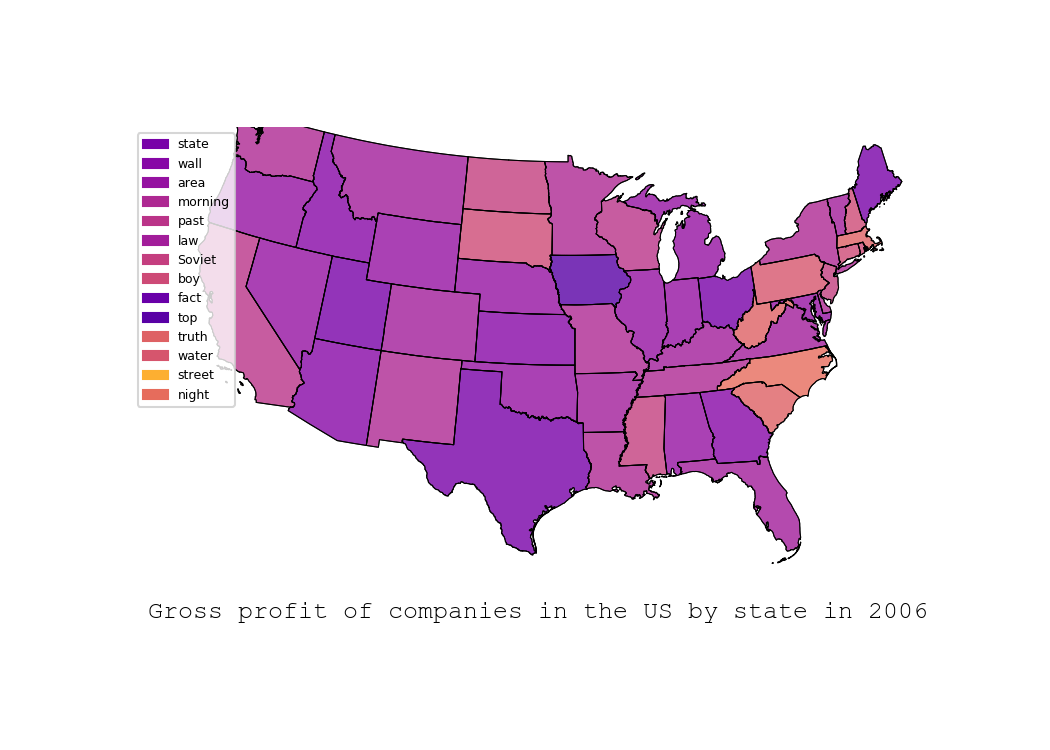 state
wall
area
morning
past
law
Soviet
boy
fact
top
truth
water
street
night
Gross profit of companies in the US by state in 2006